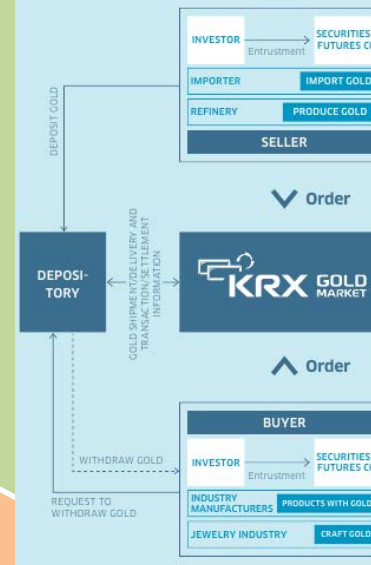 INVESTOR
Entrustment
SECURITIES
FUTURES
IMPORTER
IMPORT GOLD
REFINERY
PRODUCE GOLD
SELLER
DEPOSIT GOLD
Order
DEPOSI-
TORY
GOLD SHIPMENT/DELIVERY AND
TRANSACTION/SETTLEMENT
INFORMATION
KRX GOLD
MARKET
Order
BUYER
INVESTOR
Entrustment
SECURITIES
FUTURES
WITHDRAW GOLD
REQUEST TO
WITHDRAW GOLD
INDUSTRY
MANUFACTURERS
PRODUCTS WITH GOLD
JEWELRY INDUSTRY
CRAFT GOLD